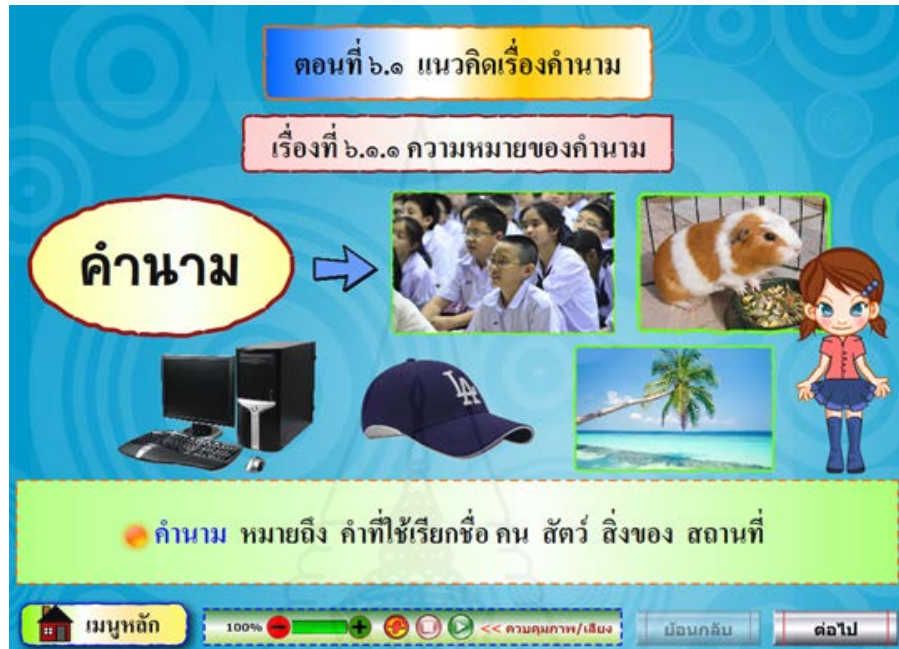 ตอนที่ ๖.๑ แนวคิดเรื่องคำนาม
เรื่องที่ ๖.๑.๑ ความหมายของคำนาม
คำนาม
LA
คำนาม หมายถึง คำที่ใช้เรียกชื่อ คน สัตว์ สิ่งของ สถานที่
เมนูหลัก
100%
<< ควบคุมภาพ/เสียง
ย้อนกลับ
ต่อไป